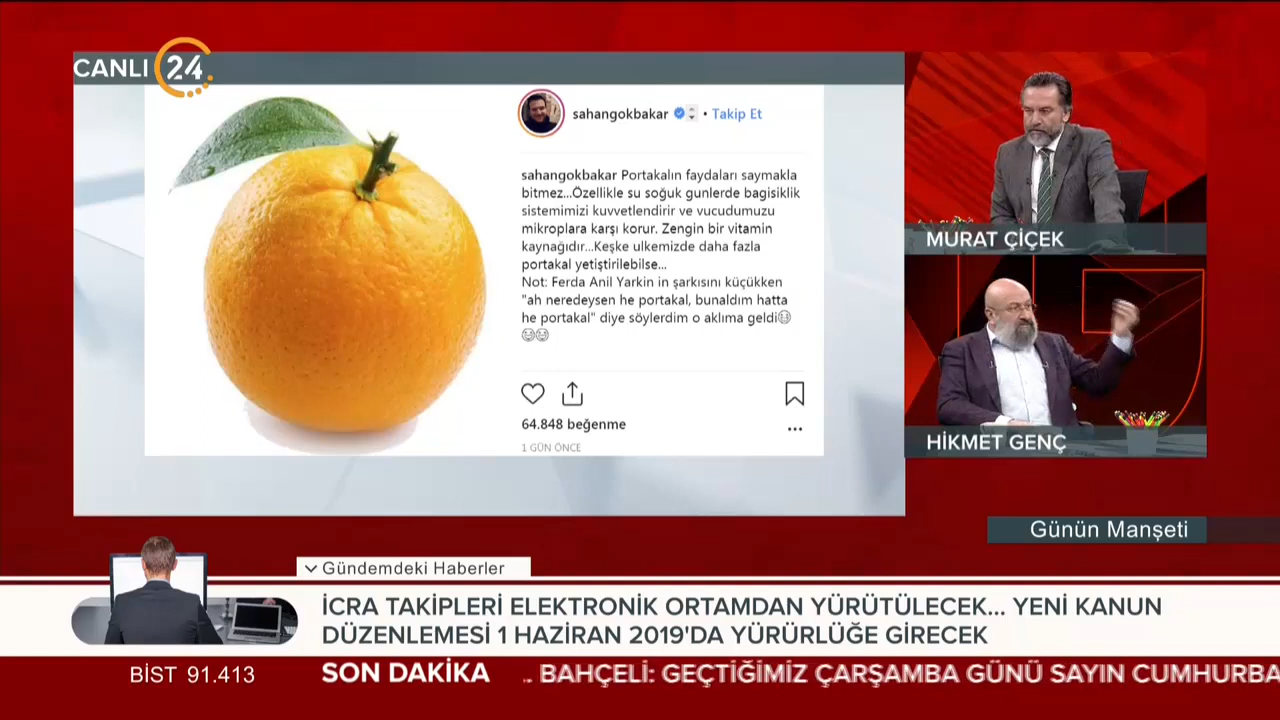 CANLI 24
sahangokbakar • Takip Et
sahangokbakar Portakalın faydaları saymakla
bitmez...Özellikle su soğuk gunlerde bagisiklik
sistemimizi kuvvetlendirir ve vucudumuzu
mikroplara karşı korur. Zengin bir vitamin
kaynağıdır...Keşke ulkemizde daha fazla
portakal yetiştirilebilse...
Not: Ferda Anil Yarkin in şarkısını küçükken
"ah neredeysen he portakal, bunaldım hatta
he portakal" diye söylerdim o aklıma geldi😂
😂😂
64.848 beğenme
1 GÜN ÖNCE
MURAT ÇİÇEK
HİKMET GENÇ
Günün Manşeti
Gündemdeki Haberler
İCRA TAKİPLERİ ELEKTRONİK ORTAMDAN YÜRÜTÜLECEK... YENİ KANUN
DÜZENLEMESİ 1 HAZİRAN 2019'DA YÜRÜRLÜĞE GİRECEK
BİST 91.413
SON DAKİKA
.. BAHÇELİ: GEÇTİĞİMİZ ÇARŞAMBA GÜNÜ SAYIN CUMHURBA